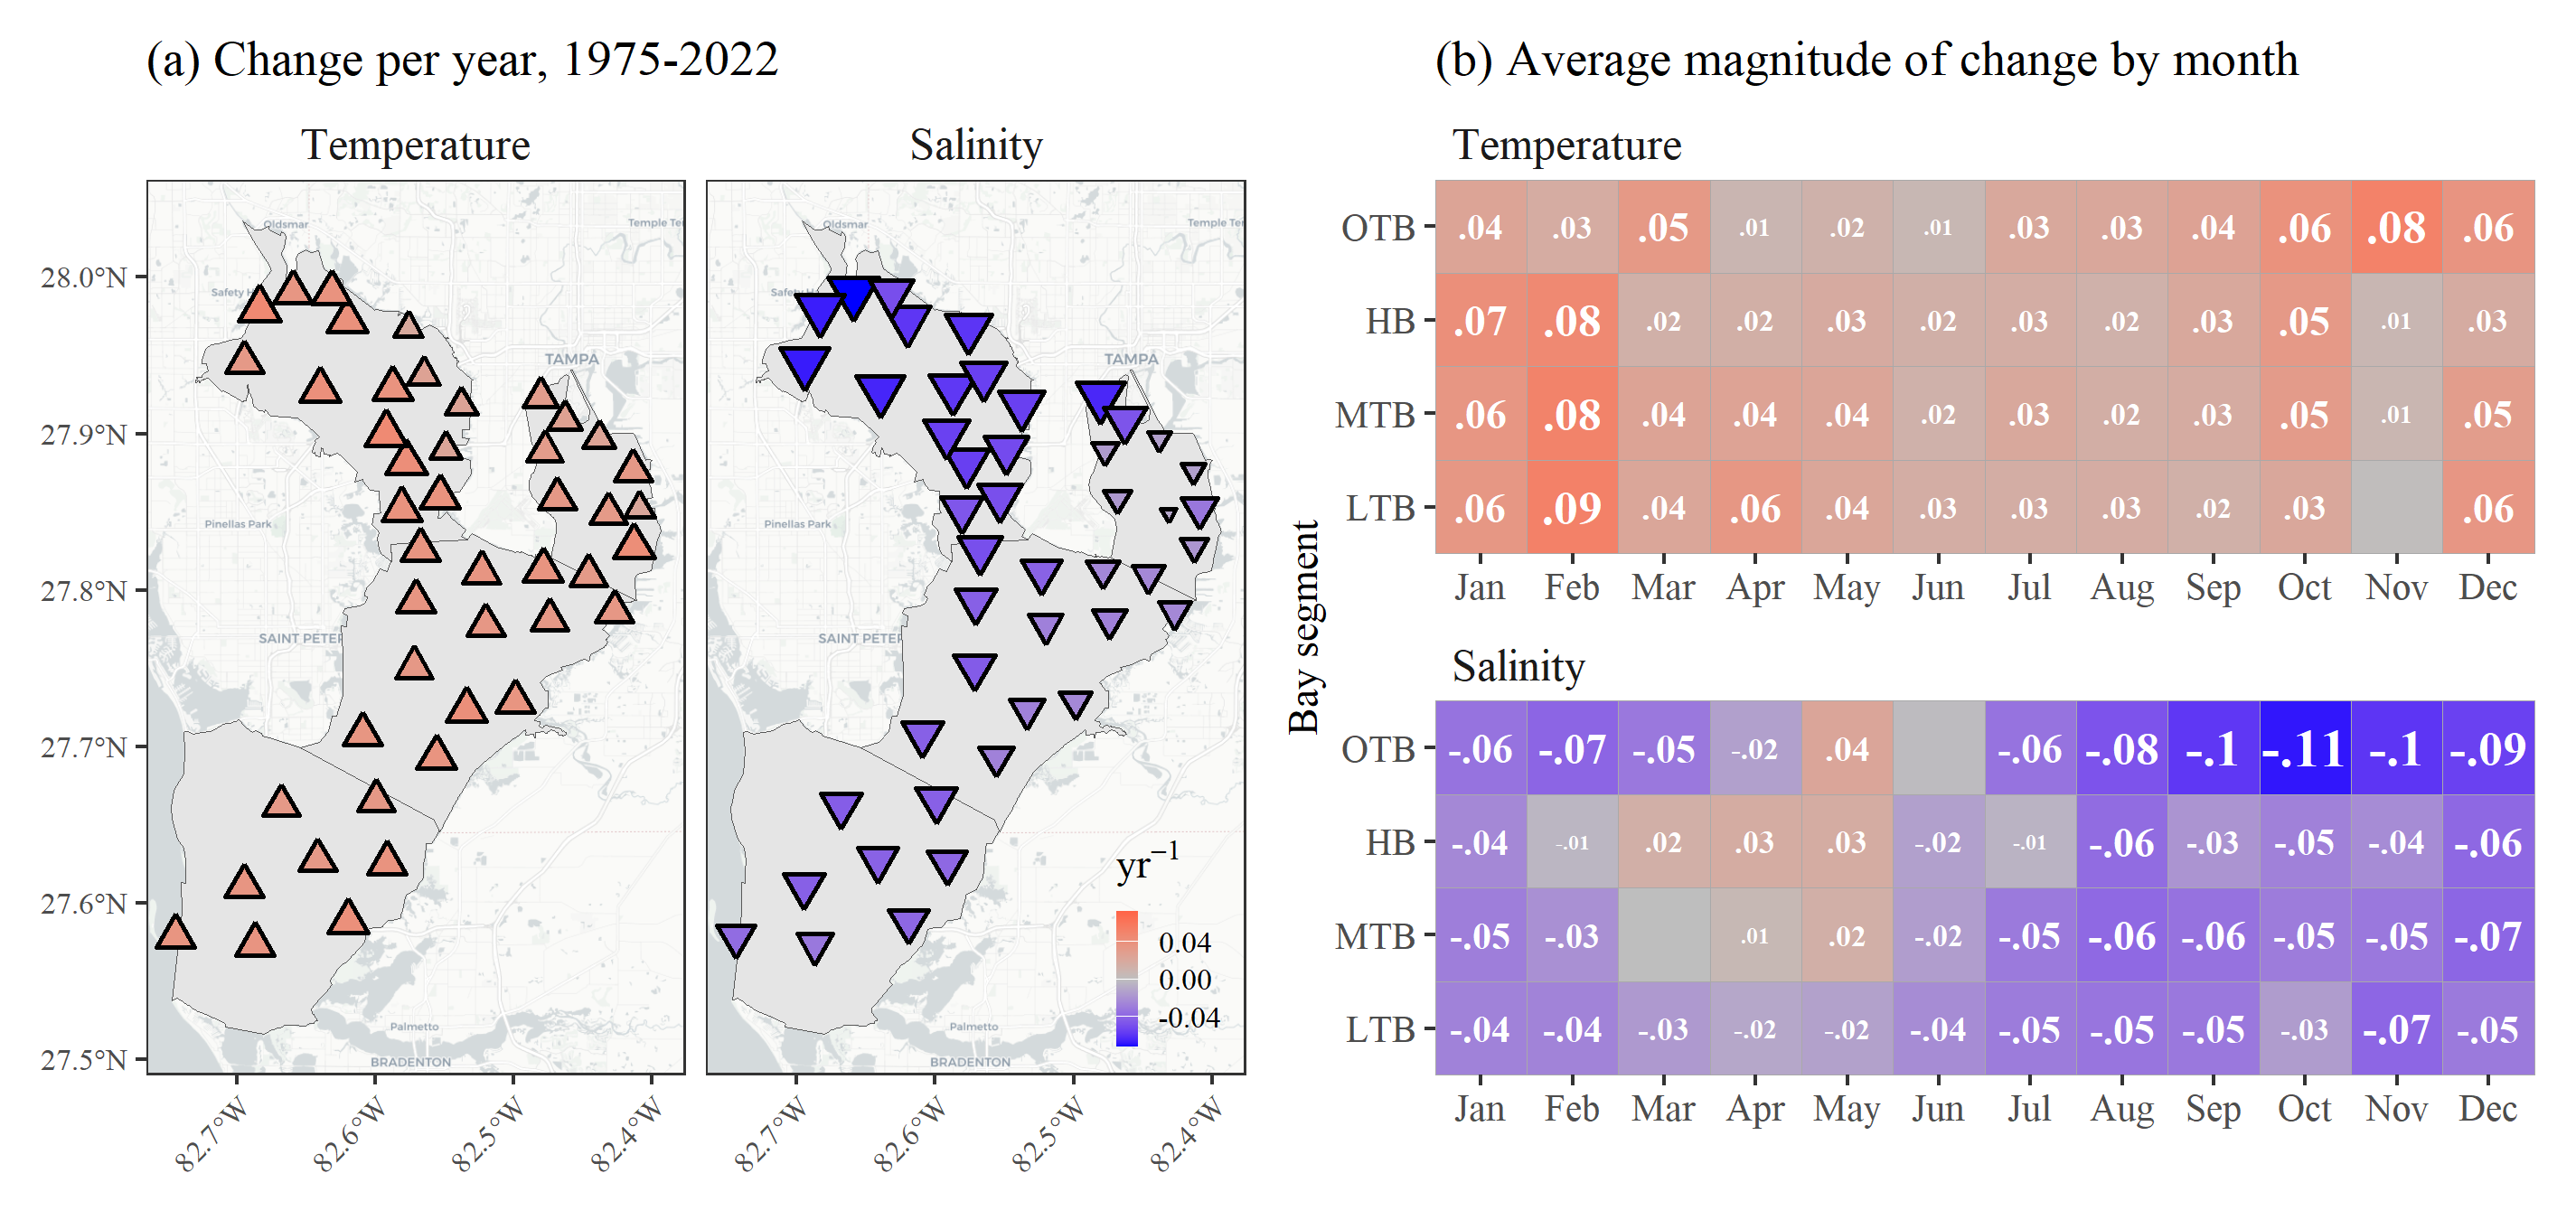 (a) Change per year, 1975-2022
Temperature
Salinity
28.0°N
27.9°N
27.8°N
27.7°N
27.6°N
27.5°N
Oldsmar
Safety H
TAMPA
Pinellas Park
SAINT PETER
Palmetto
BRADENTON
82.7°W
82.6°W
82.5°W
82.4°W
Oldsmar
Safety
TAMPA
Pinellas Park
SAINT PETER
Palmetto
BRADENTON
yr−1
0.04
0.00
-0.04
82.7°W
82.6°W
82.5°W
82.4°W
(b) Average magnitude of change by month
Bay segment
Temperature
OTB .04 .03 .05 .01 .02 .01 .03 .03 .04 .06 .08 .06
HB .07 .08 .02 .02 .03 .02 .03 .02 .03 .05 .01 .03
MTB .06 .08 .04 .04 .04 .02 .03 .02 .03 .05 .01 .05
LTB .06 .09 .04 .06 .04 .03 .03 .03 .02 .03 .06
Jan Feb Mar Apr May Jun Jul Aug Sep Oct Nov Dec
Salinity
OTB -.06 -.07 -.05 -.02 .04 -.06 -.08 -.1 -.11 -.1 -.09
HB -.04 -.01 .02 .03 .03 -.02 -.01 -.06 -.03 -.05 -.04 -.06
MTB -.05 -.03 .01 .02 -.02 -.05 -.06 -.06 -.05 -.05 -.07
LTB -.04 -.04 -.03 -.02 -.02 -.04 -.05 -.05 -.05 -.03 -.07 -.05
Jan Feb Mar Apr May Jun Jul Aug Sep Oct Nov Dec